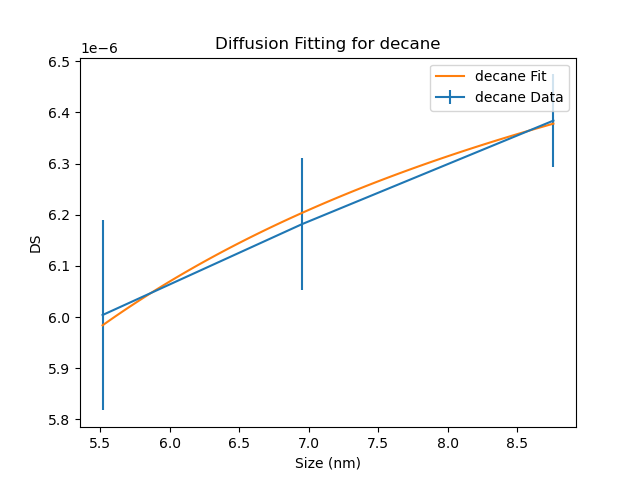 Diffusion Fitting for decane
1e−6
6.5
6.4
6.3
6.2
6.1
6.0
5.9
5.8
DS
decane Fit
decane Data
5.5 6.0 6.5 7.0 7.5 8.0 8.5
Size (nm)